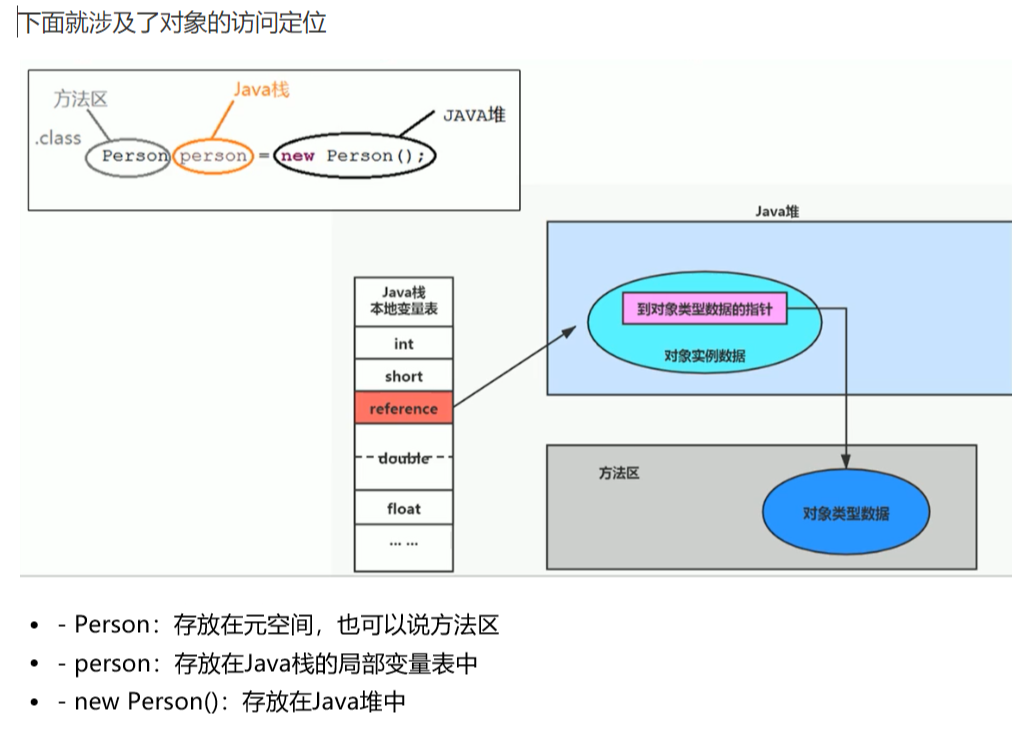 下面就涉及了对象的访问定位
方法区
Java栈
JAVA堆
.class
Person person = new Person();
Java堆
Java栈
本地变量表
int
short
reference
double
float
... ...
到对象类型数据的指针
对象实例数据
方法区
对象类型数据
• - Person：存放在元空间，也可以说方法区
• - person：存放在Java栈的局部变量表中
• - new Person()：存放在Java堆中